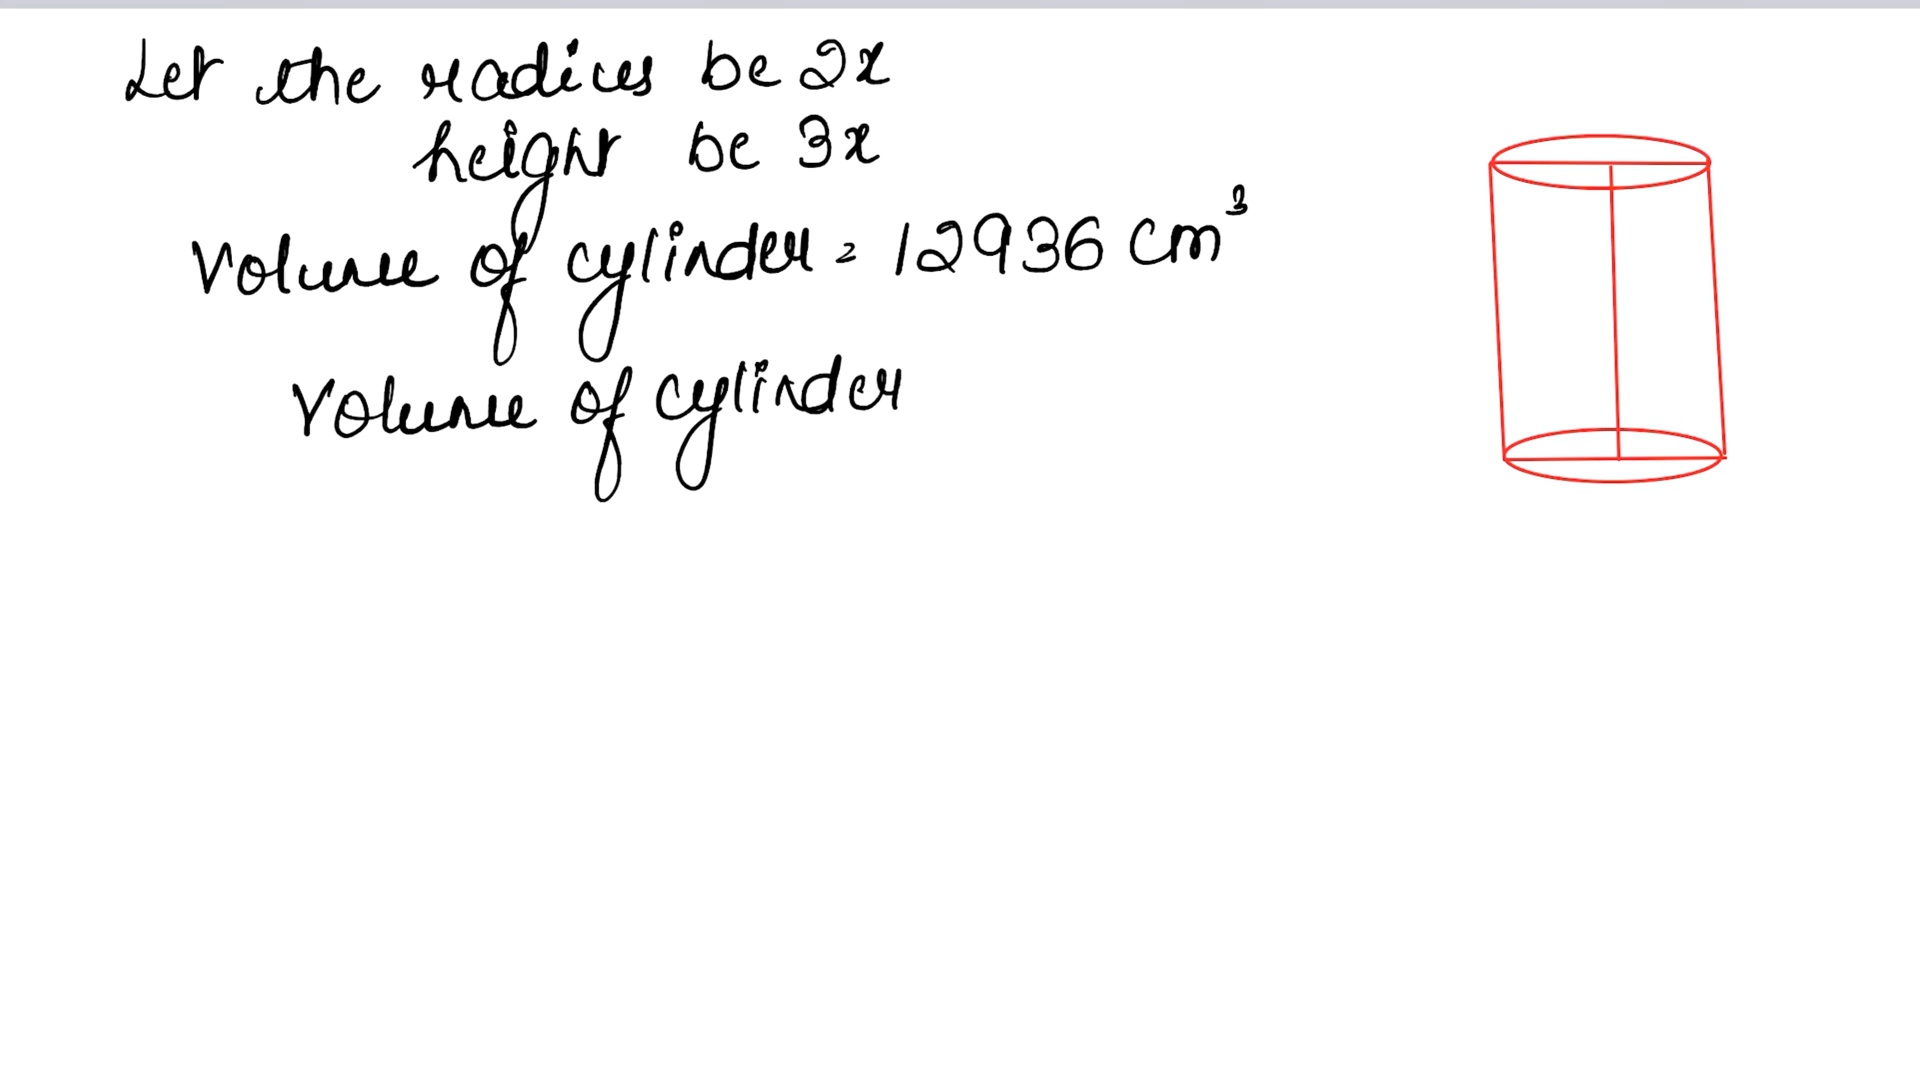 Let the radius be 2x
height be 3x
Volume of cylinder = 12936 cm³
Volume of cylinder